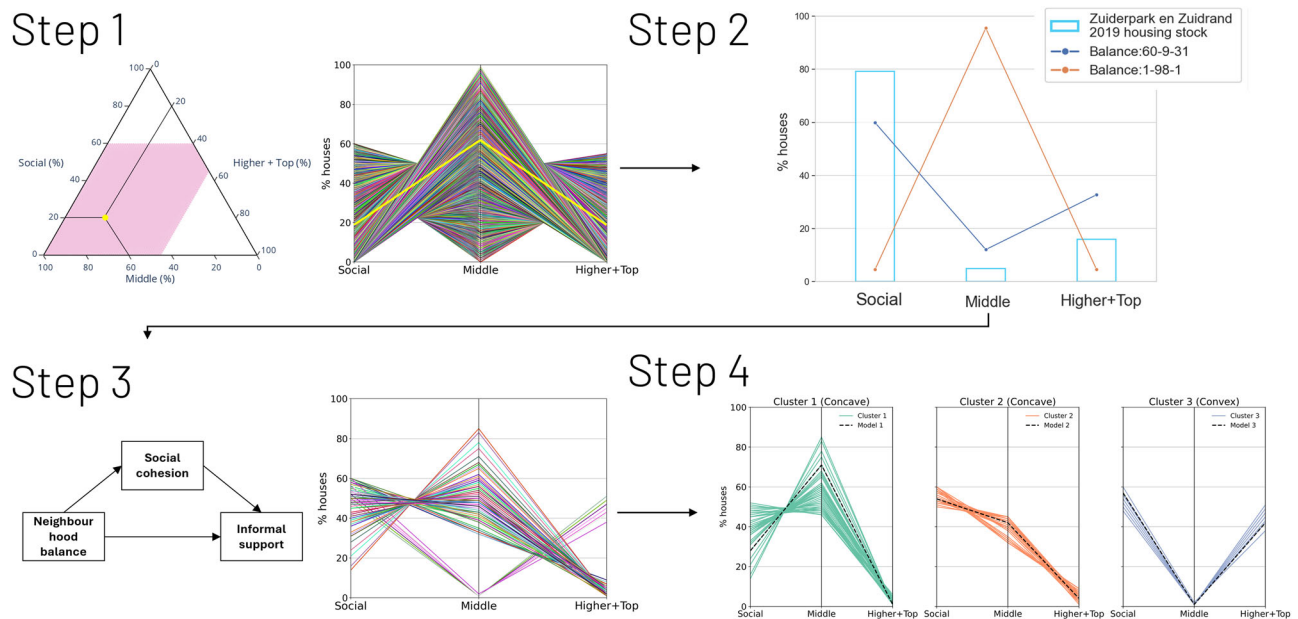 Step 1
0
100
80
20
60
40
Social (%)
Higher + Top (%)
40
60
20
80
0
100
100
80
60
40
20
0
Middle (%)
% houses
100
80
60
40
20
0
Social
Middle
Higher+Top
Step 2
% houses
100
80
60
40
20
0
Zuiderpark en Zuidrand
2019 housing stock
Balance:60-9-31
Balance:1-98-1
Social
Middle
Higher+Top
Step 3
Social
cohesion
Neighbour
hood
balance
Informal
support
% houses
100
80
60
40
20
0
Social
Middle
Higher+Top
Step 4
% houses
100
80
60
40
20
0
Cluster 1 (Concave)
Cluster 1
Model 1
Social
Middle
Higher+Top
Cluster 2 (Concave)
Cluster 2
Model 2
Social
Middle
Higher+Top
Cluster 3 (Convex)
Cluster 3
Model 3
Social
Middle
Higher+Top